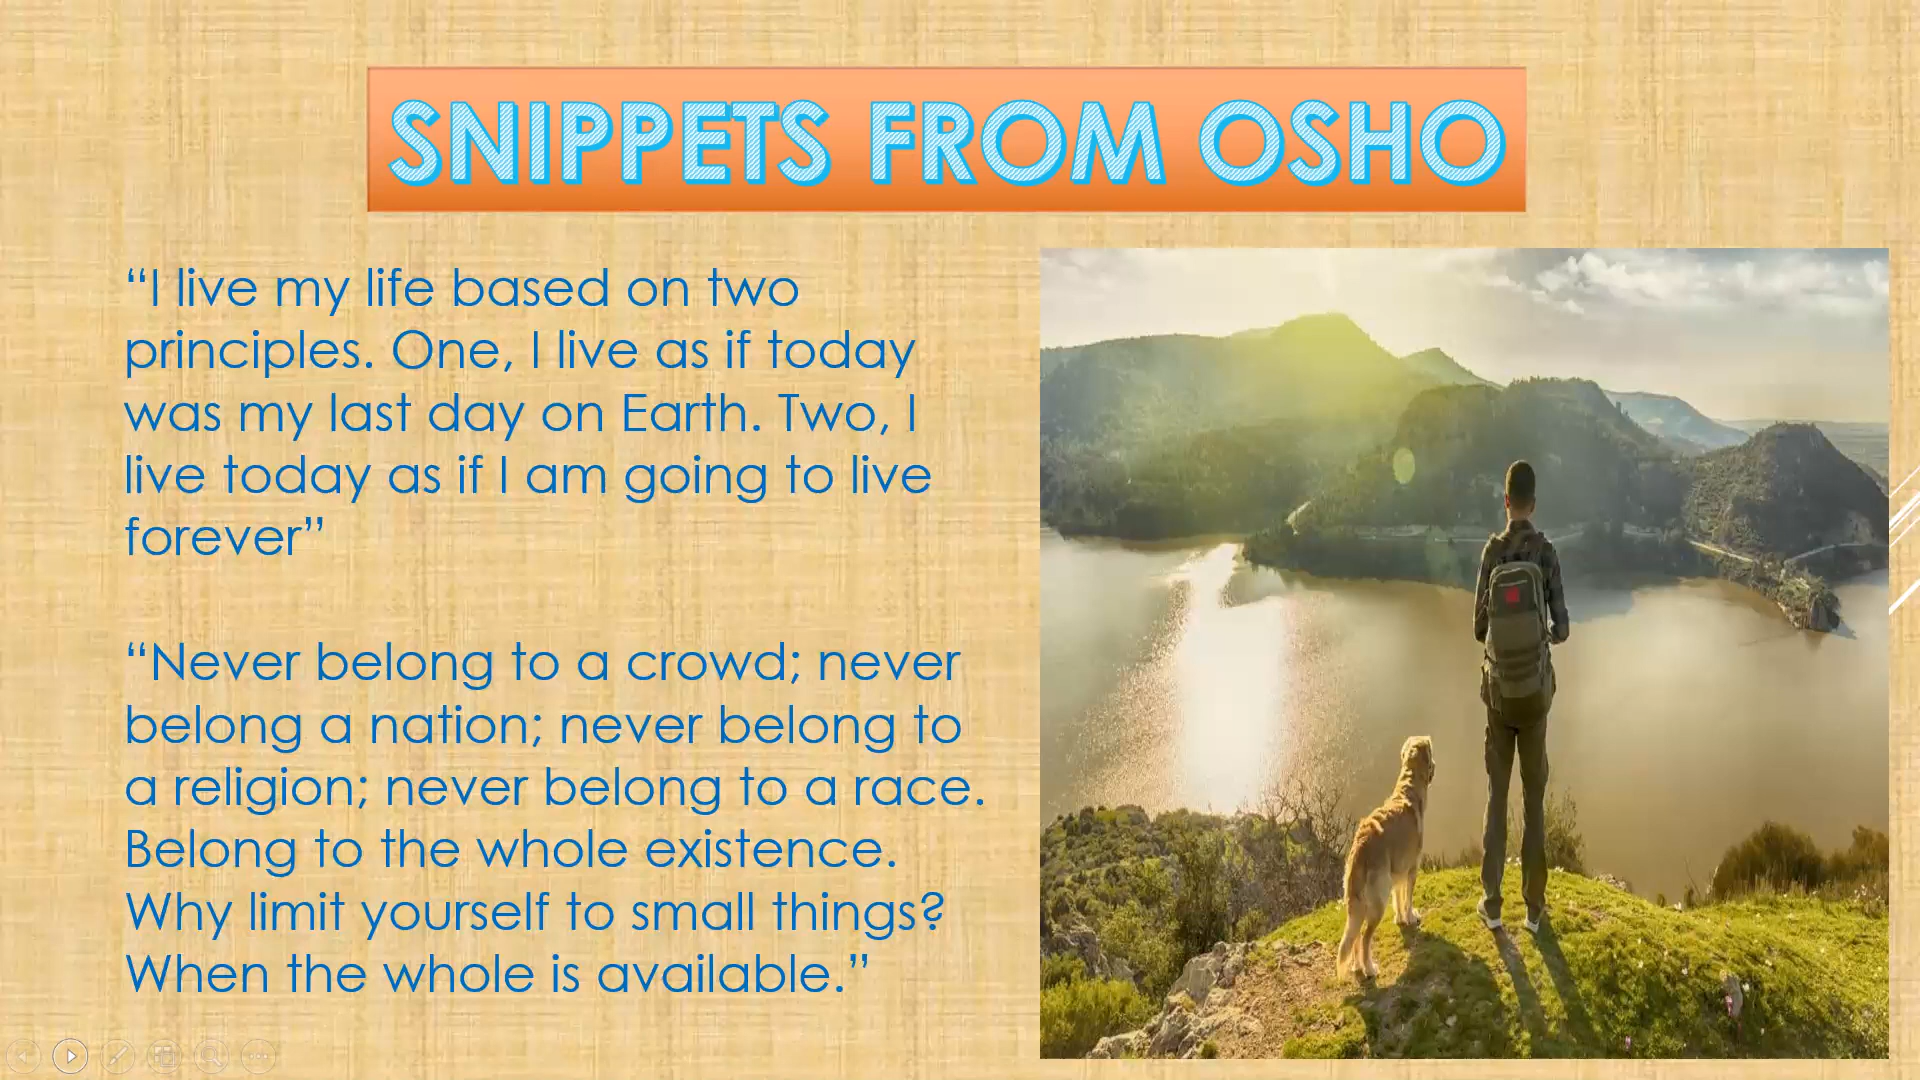 SNIPPETS FROM OSHO
“I live my life based on two
principles. One, I live as if today
was my last day on Earth. Two, I
live today as if I am going to live
forever”
“Never belong to a crowd; never
belong a nation; never belong to
a religion; never belong to a race.
Belong to the whole existence.
Why limit yourself to small things?
When the whole is available.”